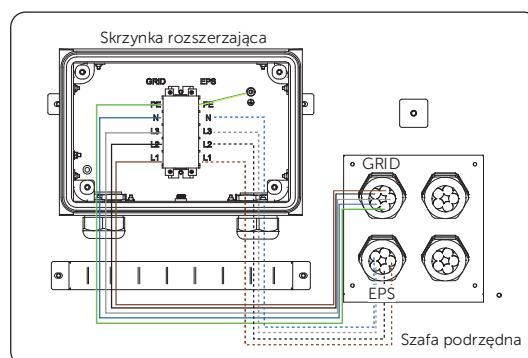 Skrzynka rozszerzająca
GRID EPS
PE PE
N N
L3 L3
L2 L2
L1 L1
GRID
EPS
Szafa podrzędna